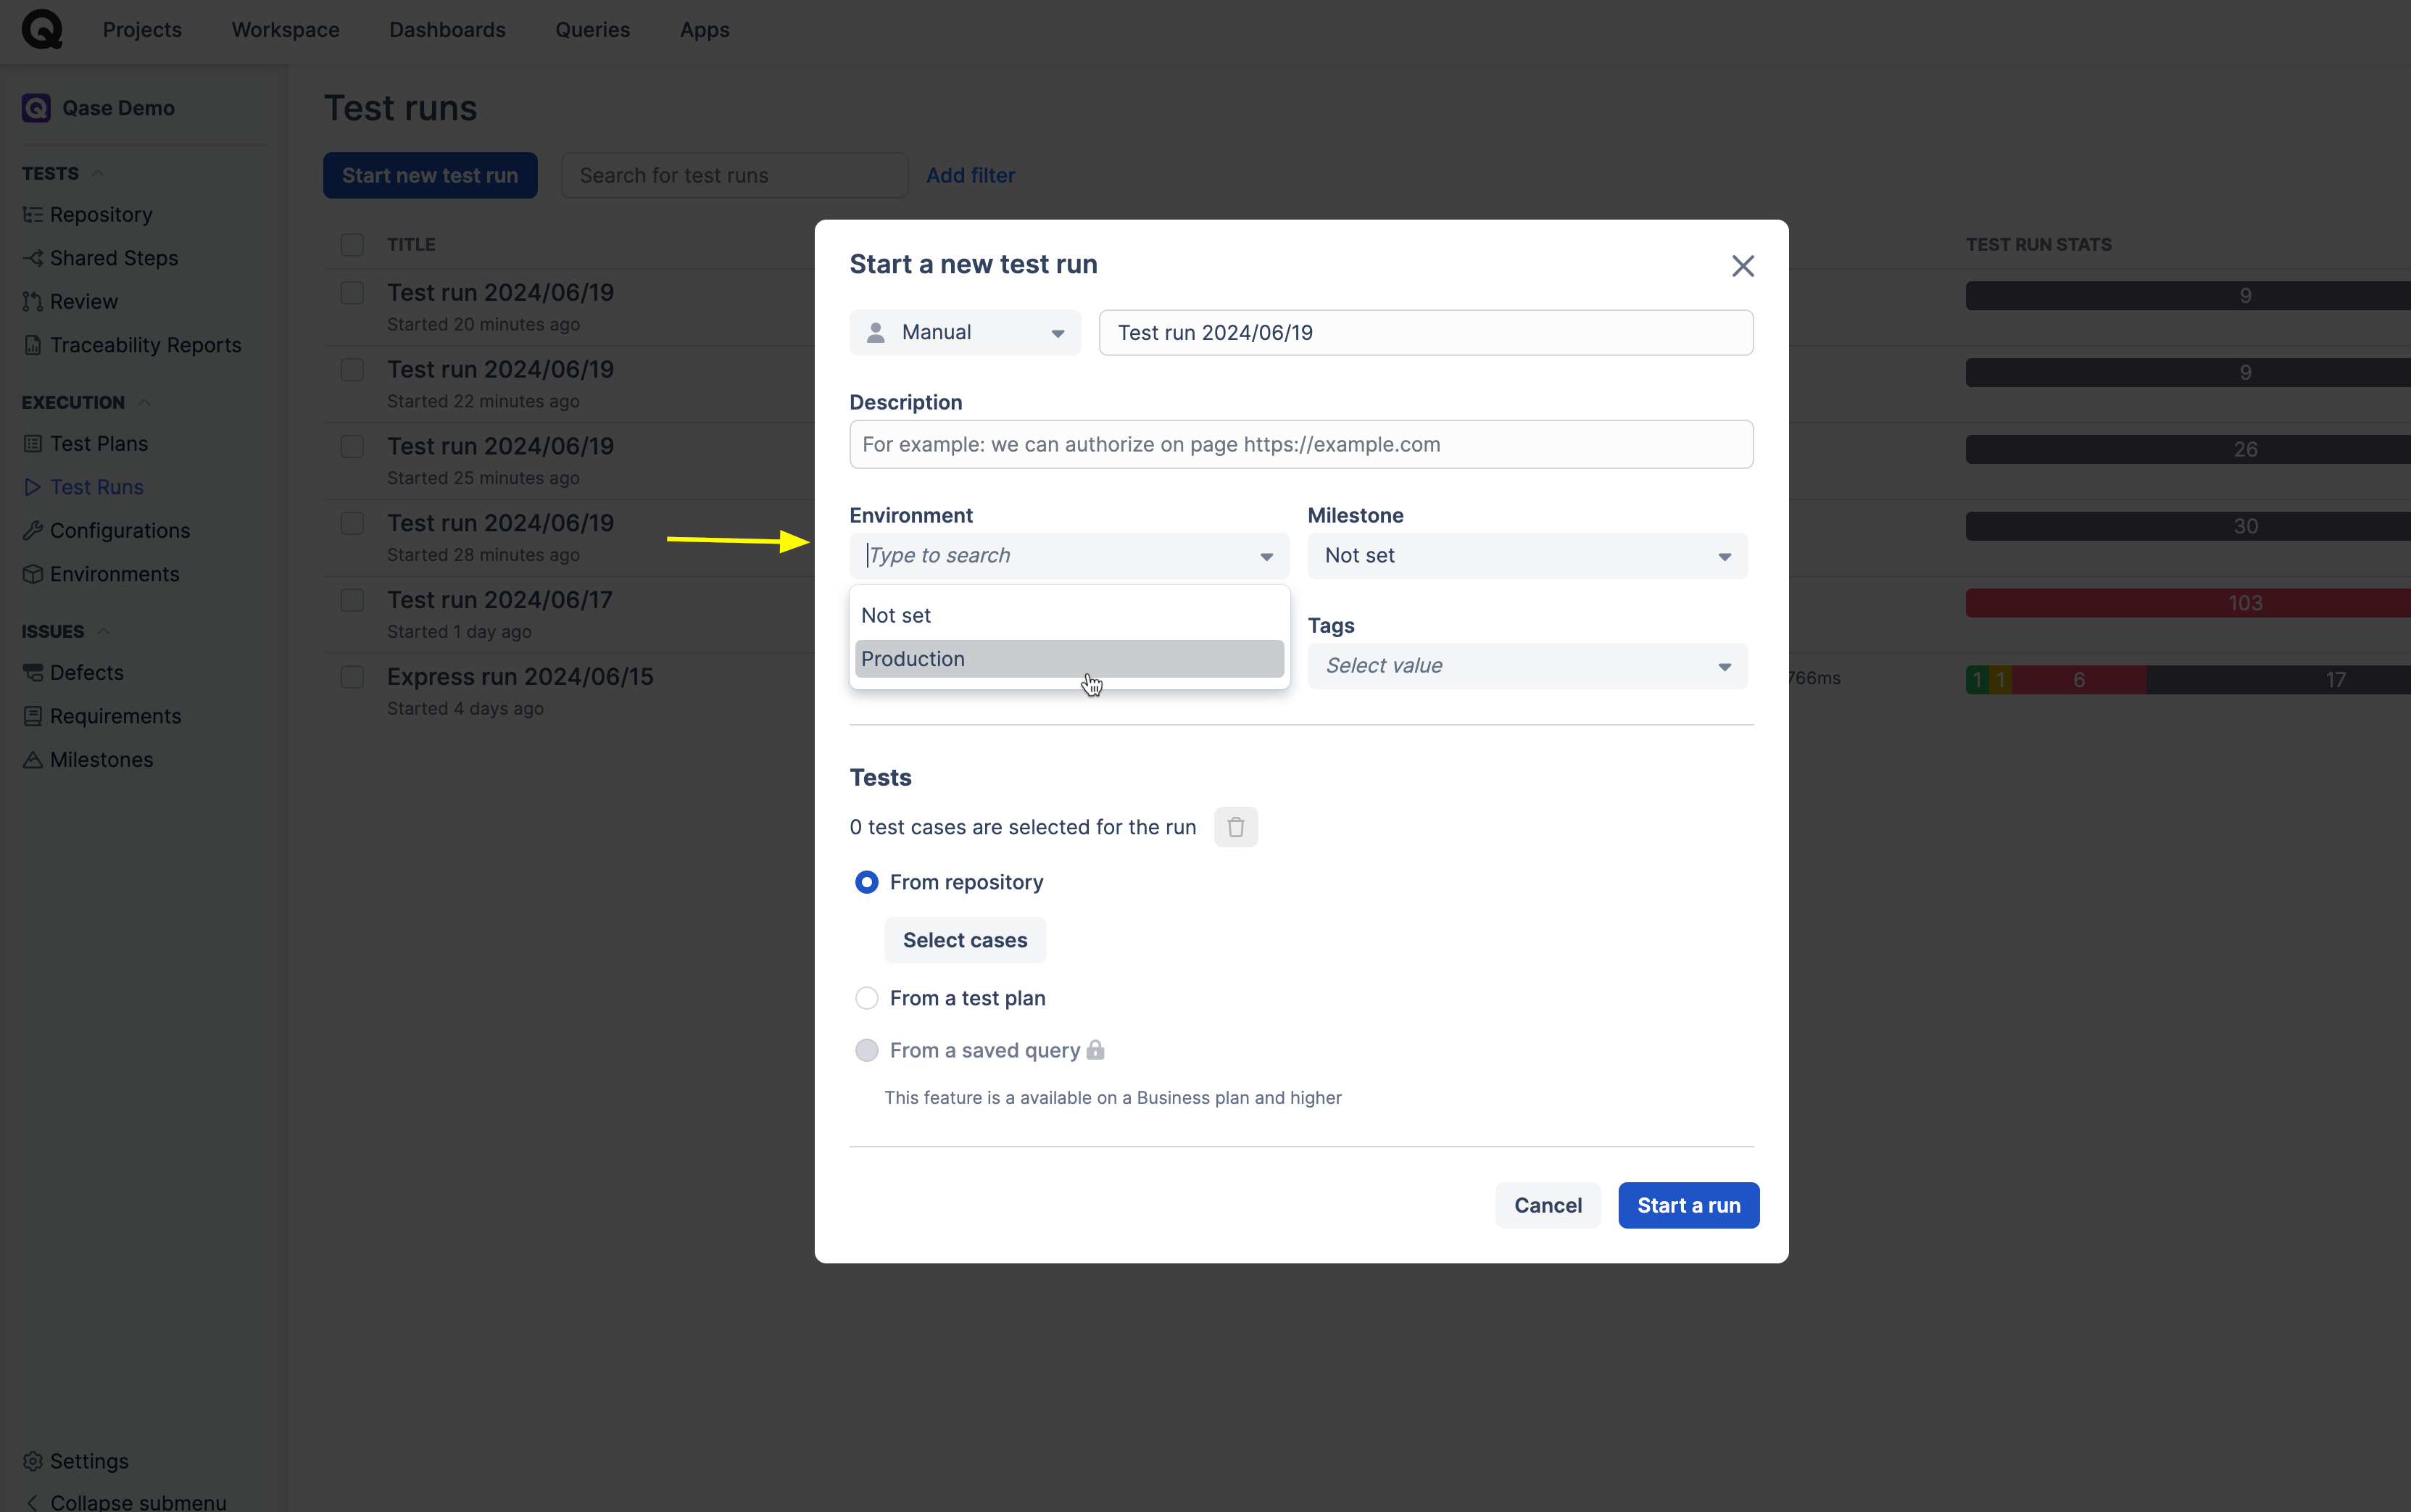 Projects Workspace Dashboards Queries Apps
Qase Demo
TESTS
Repository
Shared Steps
Review
Traceability Reports
EXECUTION
Test Plans
Test Runs
Configurations
Environments
ISSUES
Defects
Requirements
Milestones
Settings
Collapse submenu
Test runs
Start new test run Search for test runs Add filter
TITLE TEST RUN STATS
Test run 2024/06/19 9
Started 20 minutes ago
Test run 2024/06/19 9
Started 22 minutes ago
Test run 2024/06/19 26
Started 25 minutes ago
Test run 2024/06/19 30
Started 28 minutes ago
Test run 2024/06/17 103
Started 1 day ago
Express run 2024/06/15 766ms 1 1 6 17
Started 4 days ago
Start a new test run
Manual Test run 2024/06/19
Description
For example: we can authorize on page https://example.com
Environment Milestone
Type to search Not set
Not set
Production
Tags
Select value
Tests
0 test cases are selected for the run
From repository
Select cases
From a test plan
From a saved query
This feature is a available on a Business plan and higher
Cancel Start a run